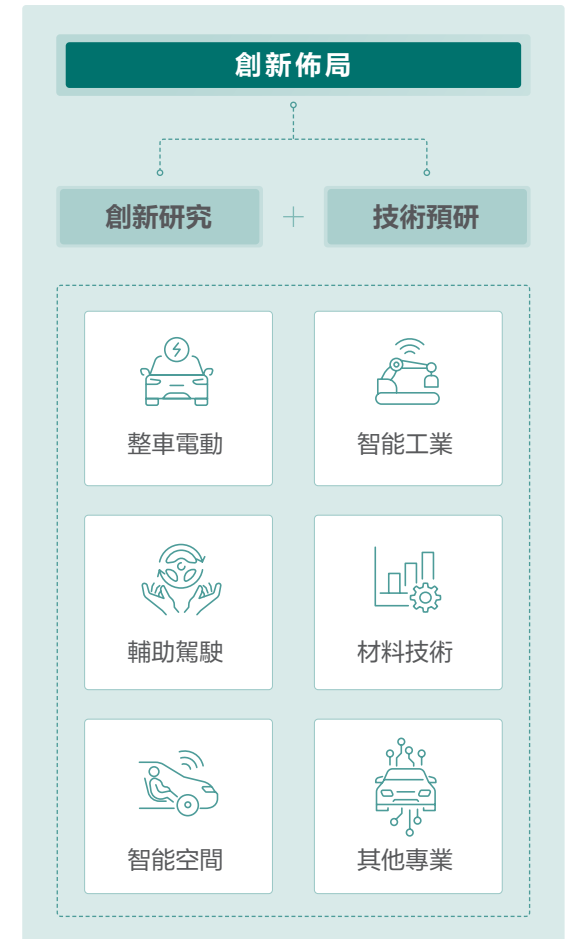 創新佈局
創新研究
+
技術預研
整車電動
智能工業
輔助駕駛
材料技術
智能空間
其他專業